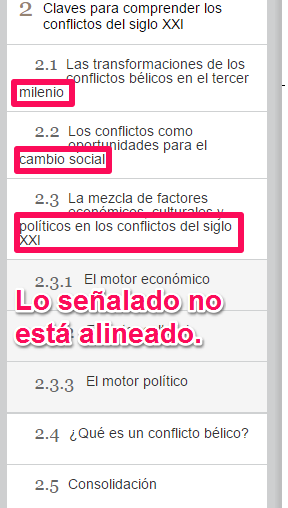 2 Claves para comprender los
conflictos del siglo XXI
2.1 Las transformaciones de los
conflictos bélicos en el tercer
milenio
2.2 Los conflictos como
oportunidades para el
cambio social
2.3 La mezcla de factores
económicos, culturales y
políticos en los conflictos del siglo
XXI
2.3.1 El motor económico
Lo señalado no
está alineado.
2.3.3 El motor político
2.4 ¿Qué es un conflicto bélico?
2.5 Consolidación